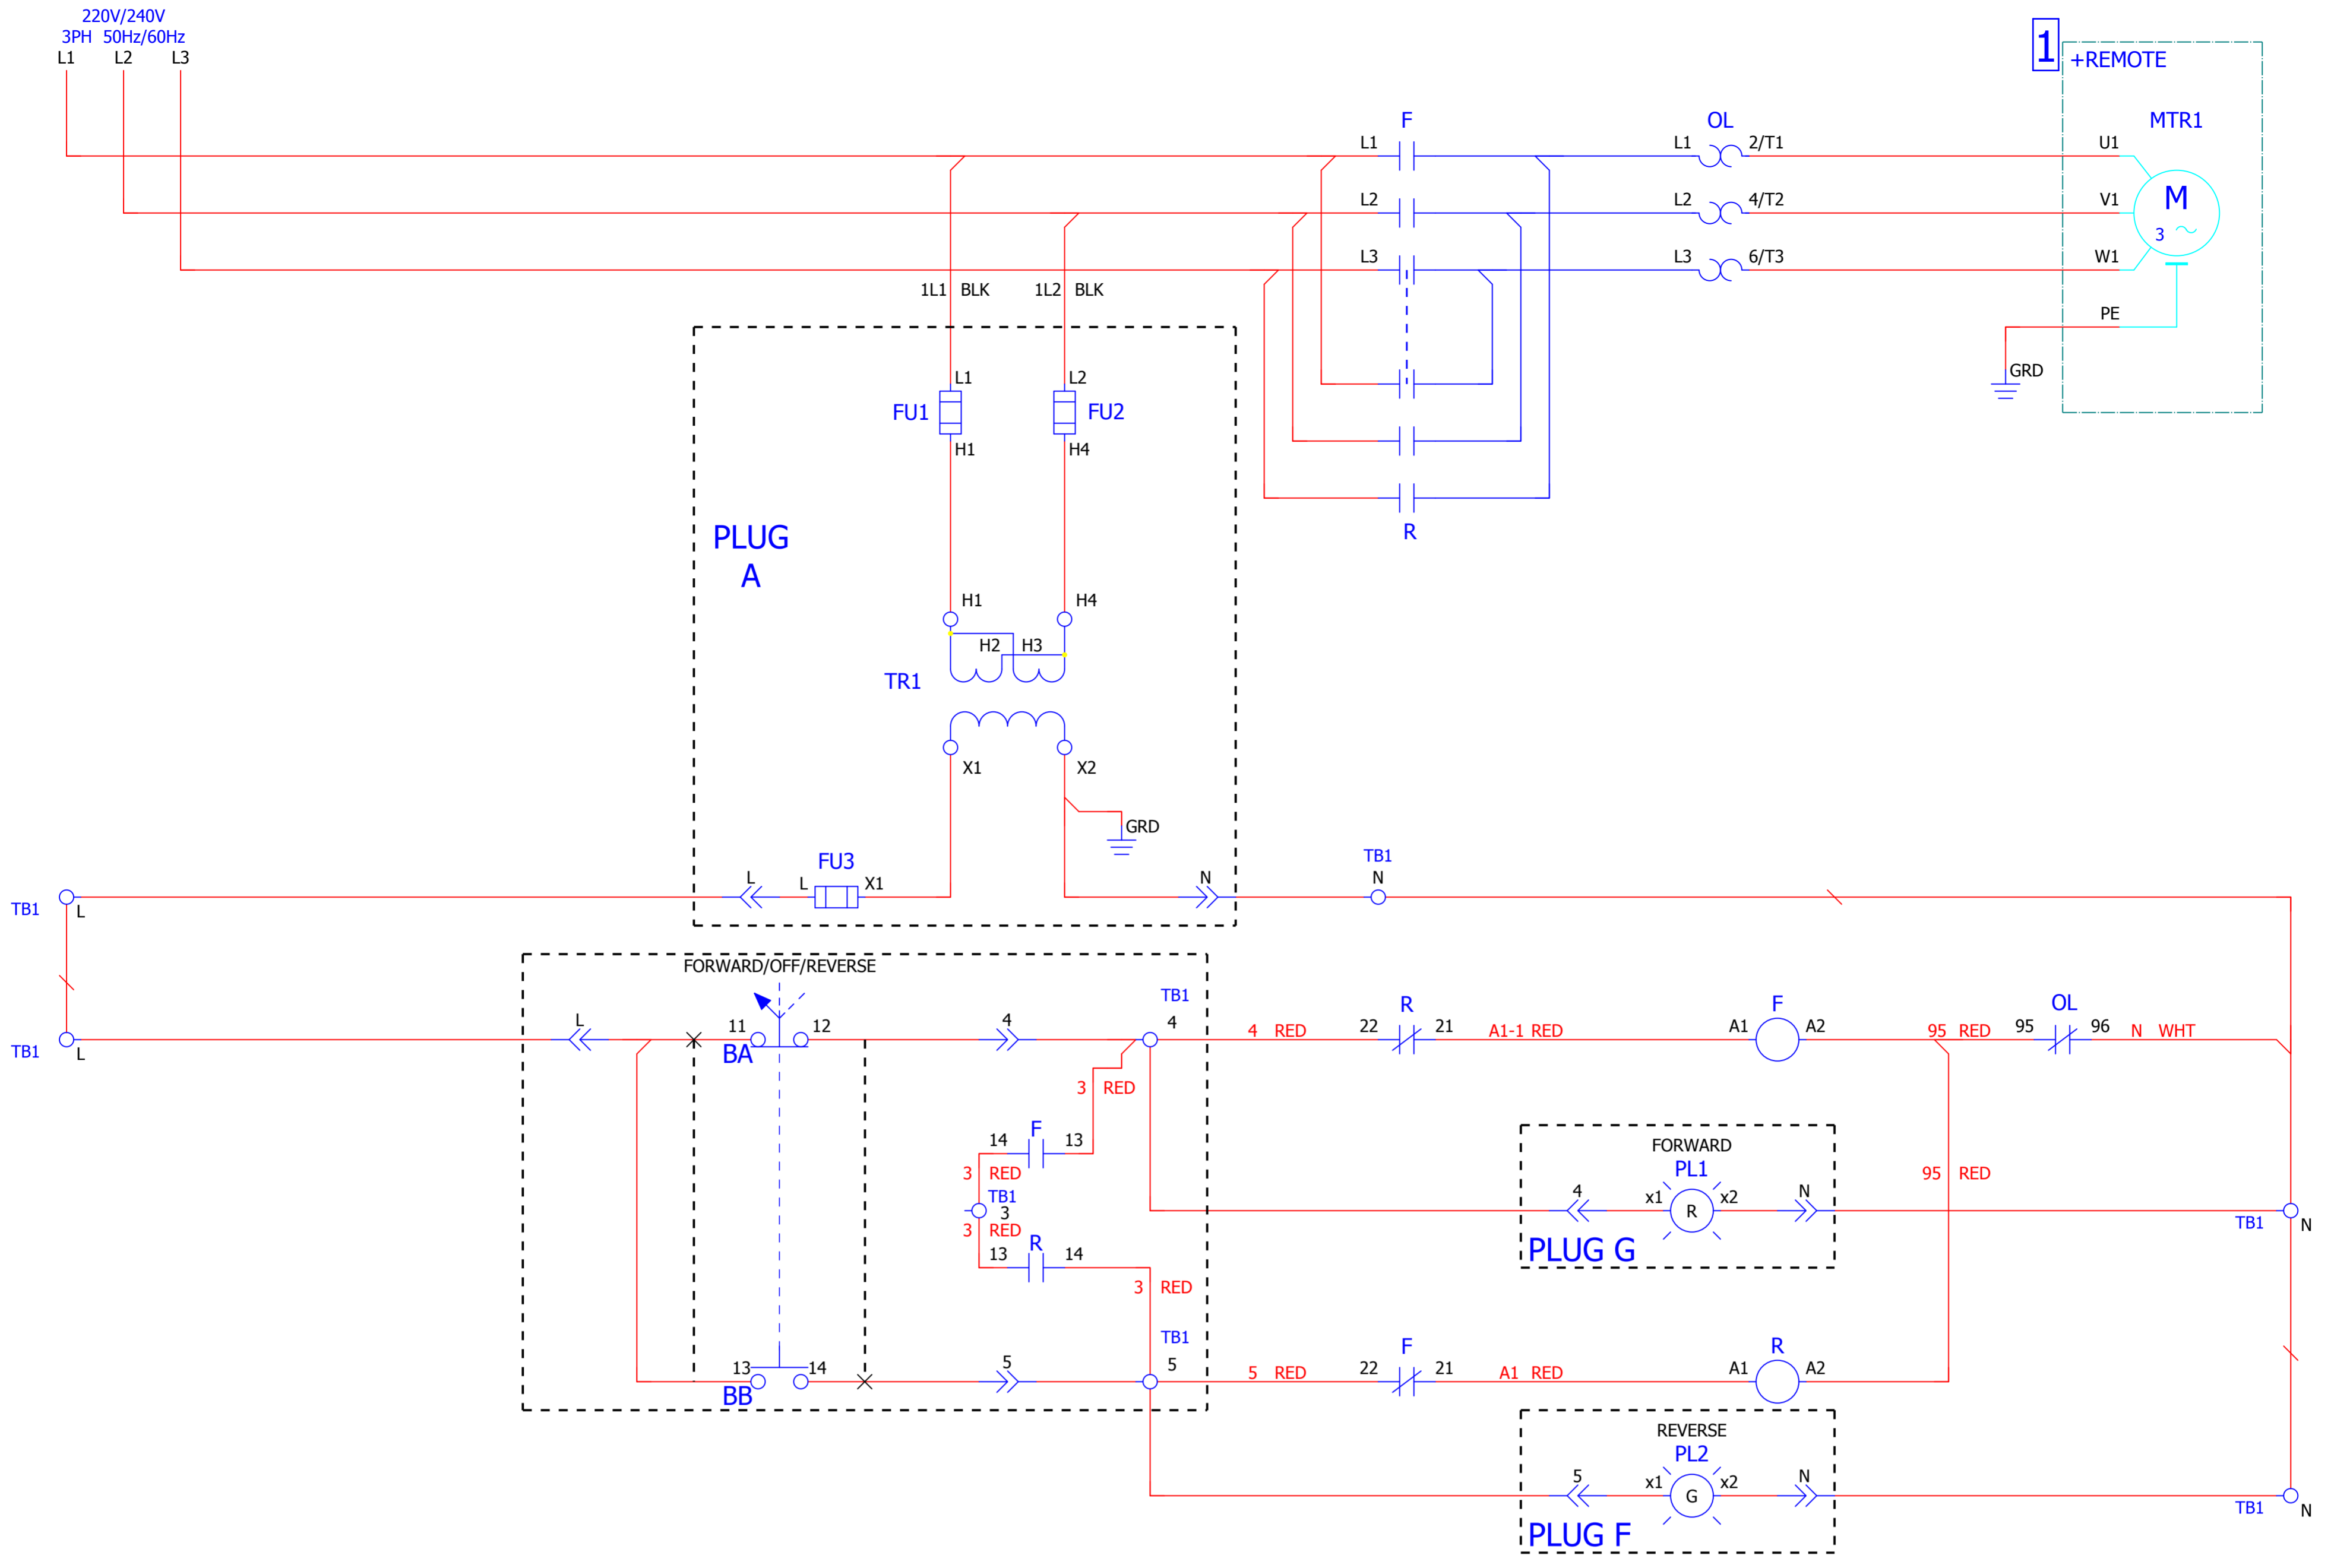 220V/240V
3PH 50Hz/60Hz
L1 L2 L3
1 +REMOTE
F OL MTR1
L1 L1 2/T1 U1
L2 L2 4/T2 V1
M
3
L3 L3 6/T3 W1
1L1 BLK 1L2 BLK
PE
GRD
L1 L2
FU1 FU2
H1 H4
R
PLUG
A
H1 H4
H2 H3
TR1
X1 X2
GRD
FU3
L L X1 N
TB1
N
TB1 L
FORWARD/OFF/REVERSE
L 11 12 4
BA
TB1
4
TB1 L
R F OL
4 RED 22 21 A1-1 RED A1 A2 95 RED 95 96 N WHT
3 RED
F
14 13
3 RED
TB1
3
3 RED
R
13 14
3 RED
FORWARD
PL1
4 x1 R x2 N
PLUG G
95 RED
TB1 N
TB1
5
13 14 5
BB
F R
5 RED 22 21 A1 RED A1 A2
REVERSE
PL2
5 x1 G x2 N
PLUG F
TB1 N